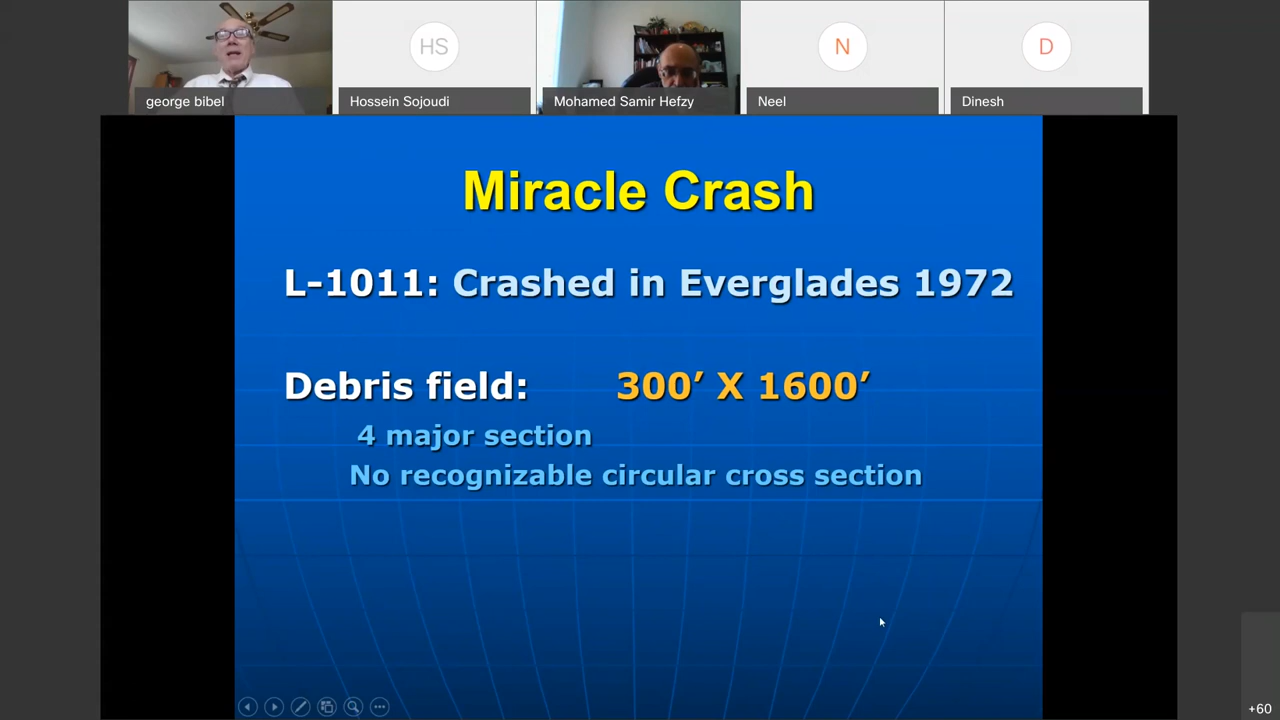 HS
N
D
george bibel
Hossein Sojoudi
Mohamed Samir Hefzy
Neel
Dinesh
Miracle Crash
L-1011: Crashed in Everglades 1972
Debris field: 300’ X 1600’
4 major section
No recognizable circular cross section
+60